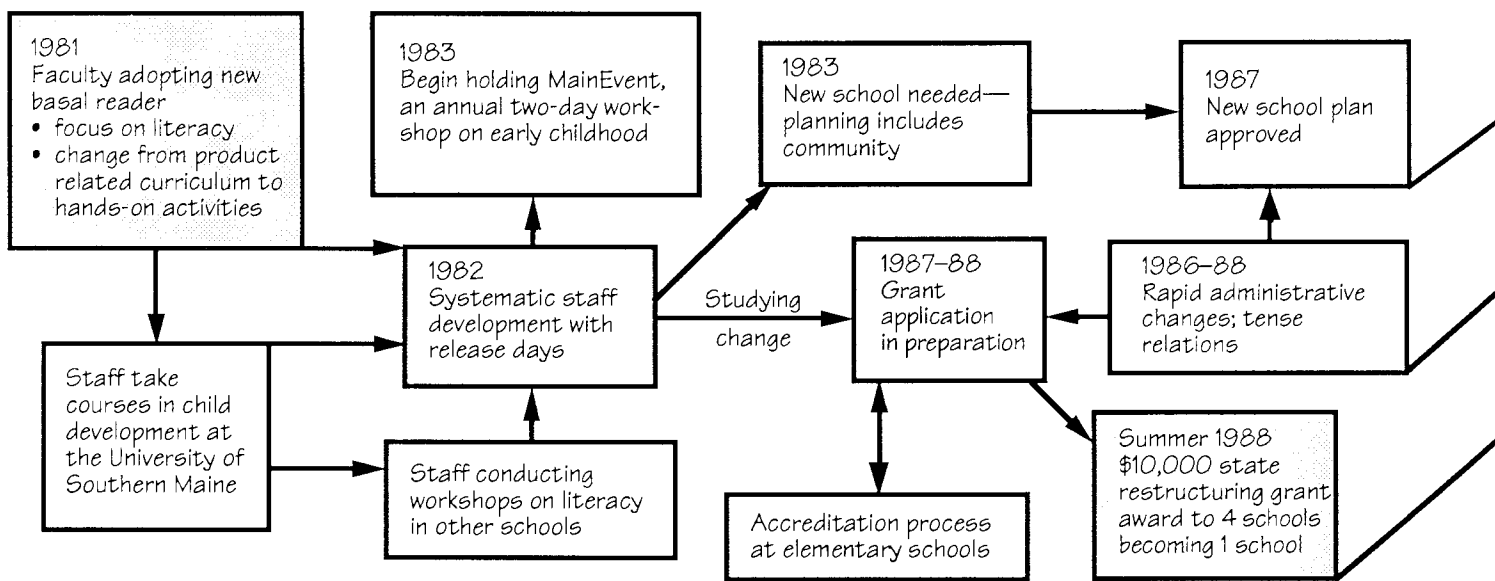 1981
Faculty adopting new
basal reader
• focus on literacy
• change from product
related curriculum to
hands-on activities
1983
Begin holding MainEvent,
an annual two-day work-
shop on early childhood
1983
New school needed—
planning includes
community
1987
New school plan
approved
1982
Systematic staff
development with
release days
Studying
change
1987–88
Grant
application
in preparation
1986–88
Rapid administrative
changes; tense
relations
Staff take
courses in child
development at
the University of
Southern Maine
Staff conducting
workshops on literacy
in other schools
Accreditation process
at elementary schools
Summer 1988
$10,000 state
restructuring grant
award to 4 schools
becoming 1 school